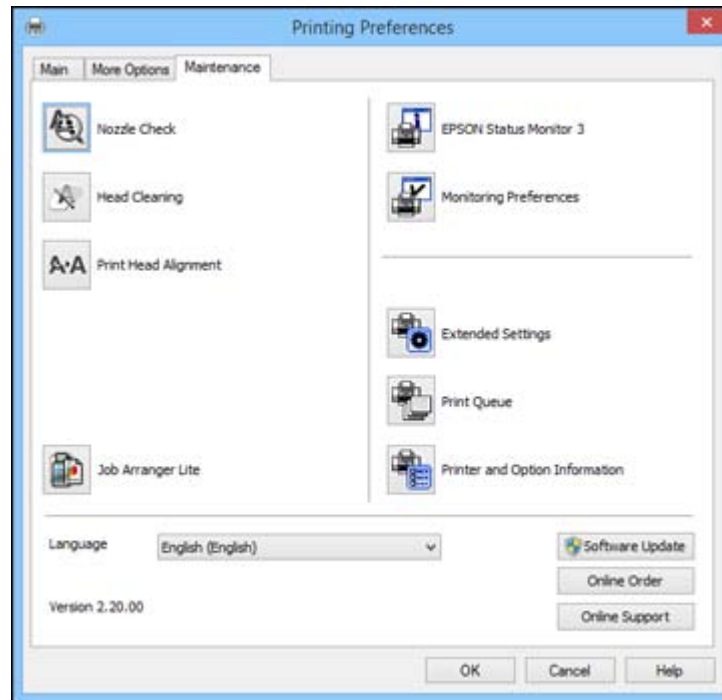 Printing Preferences
Main
More Options
Maintenance
Nozzle Check
Head Cleaning
A·A Print Head Alignment
Job Arranger Lite
EPSON Status Monitor 3
Monitoring Preferences
Extended Settings
Print Queue
Printer and Option Information
Language
English (English)
Version 2.20.00
Software Update
Online Order
Online Support
OK
Cancel
Help